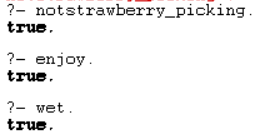 ?- notstrawberry_picking.
true.
?- enjoy.
true.
?- wet.
true.